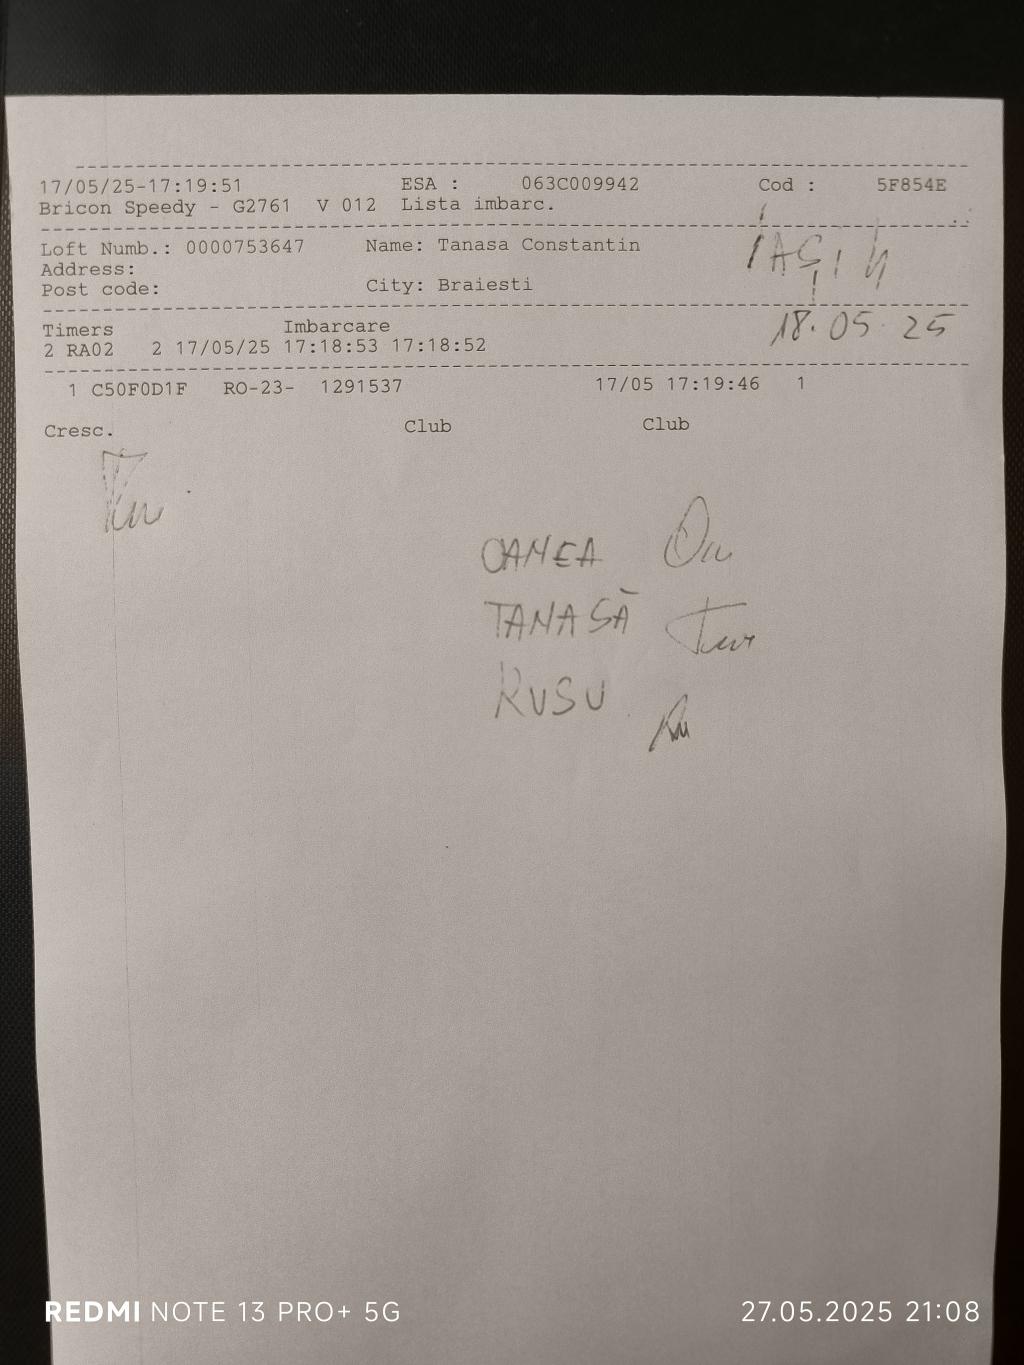 17/05/25-17:19:51 ESA : 063C009942 Cod : 5F854E
Bricon Speedy - G2761 V 012 Lista imbarc.
Loft Numb.: 0000753647 Name: Tanasa Constantin
IAȘI
Address:
Post code: City: Braiesti
18.05.25
Timers Imbarcare
2 RA02 2 17/05/25 17:18:53 17:18:52
1 C50F0D1F RO-23- 1291537 17/05 17:19:46 1
Cresc. Club Club
OAMEA
TANASĂ
RUSU
REDMI NOTE 13 PRO+ 5G 27.05.2025 21:08